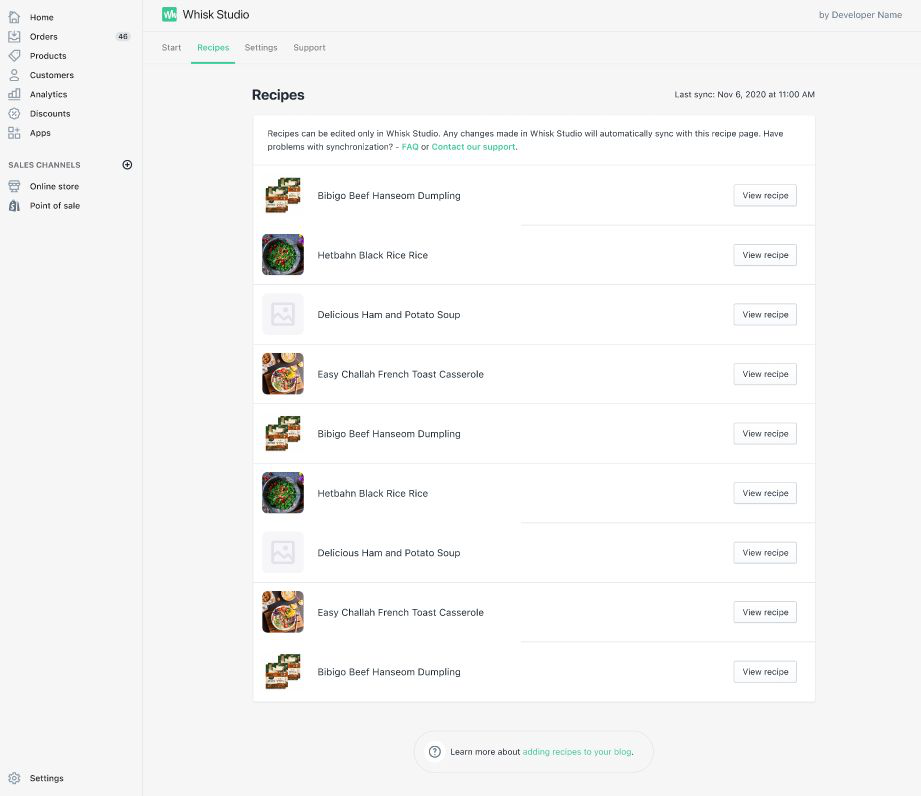 Home
Orders 46
Products
Customers
Analytics
Discounts
Apps
SALES CHANNELS
Online store
Point of sale
Settings
Whisk Studio
by Developer Name
Start Recipes Settings Support
Recipes
Last sync: Nov 6, 2020 at 11:00 AM
Recipes can be edited only in Whisk Studio. Any changes made in Whisk Studio will automatically sync with this recipe page. Have
problems with synchronization? - FAQ or Contact our support.
Bibigo Beef Hanseom Dumpling View recipe
Hetbahn Black Rice Rice View recipe
Delicious Ham and Potato Soup View recipe
Easy Challah French Toast Casserole View recipe
Bibigo Beef Hanseom Dumpling View recipe
Hetbahn Black Rice Rice View recipe
Delicious Ham and Potato Soup View recipe
Easy Challah French Toast Casserole View recipe
Bibigo Beef Hanseom Dumpling View recipe
Learn more about adding recipes to your blog.